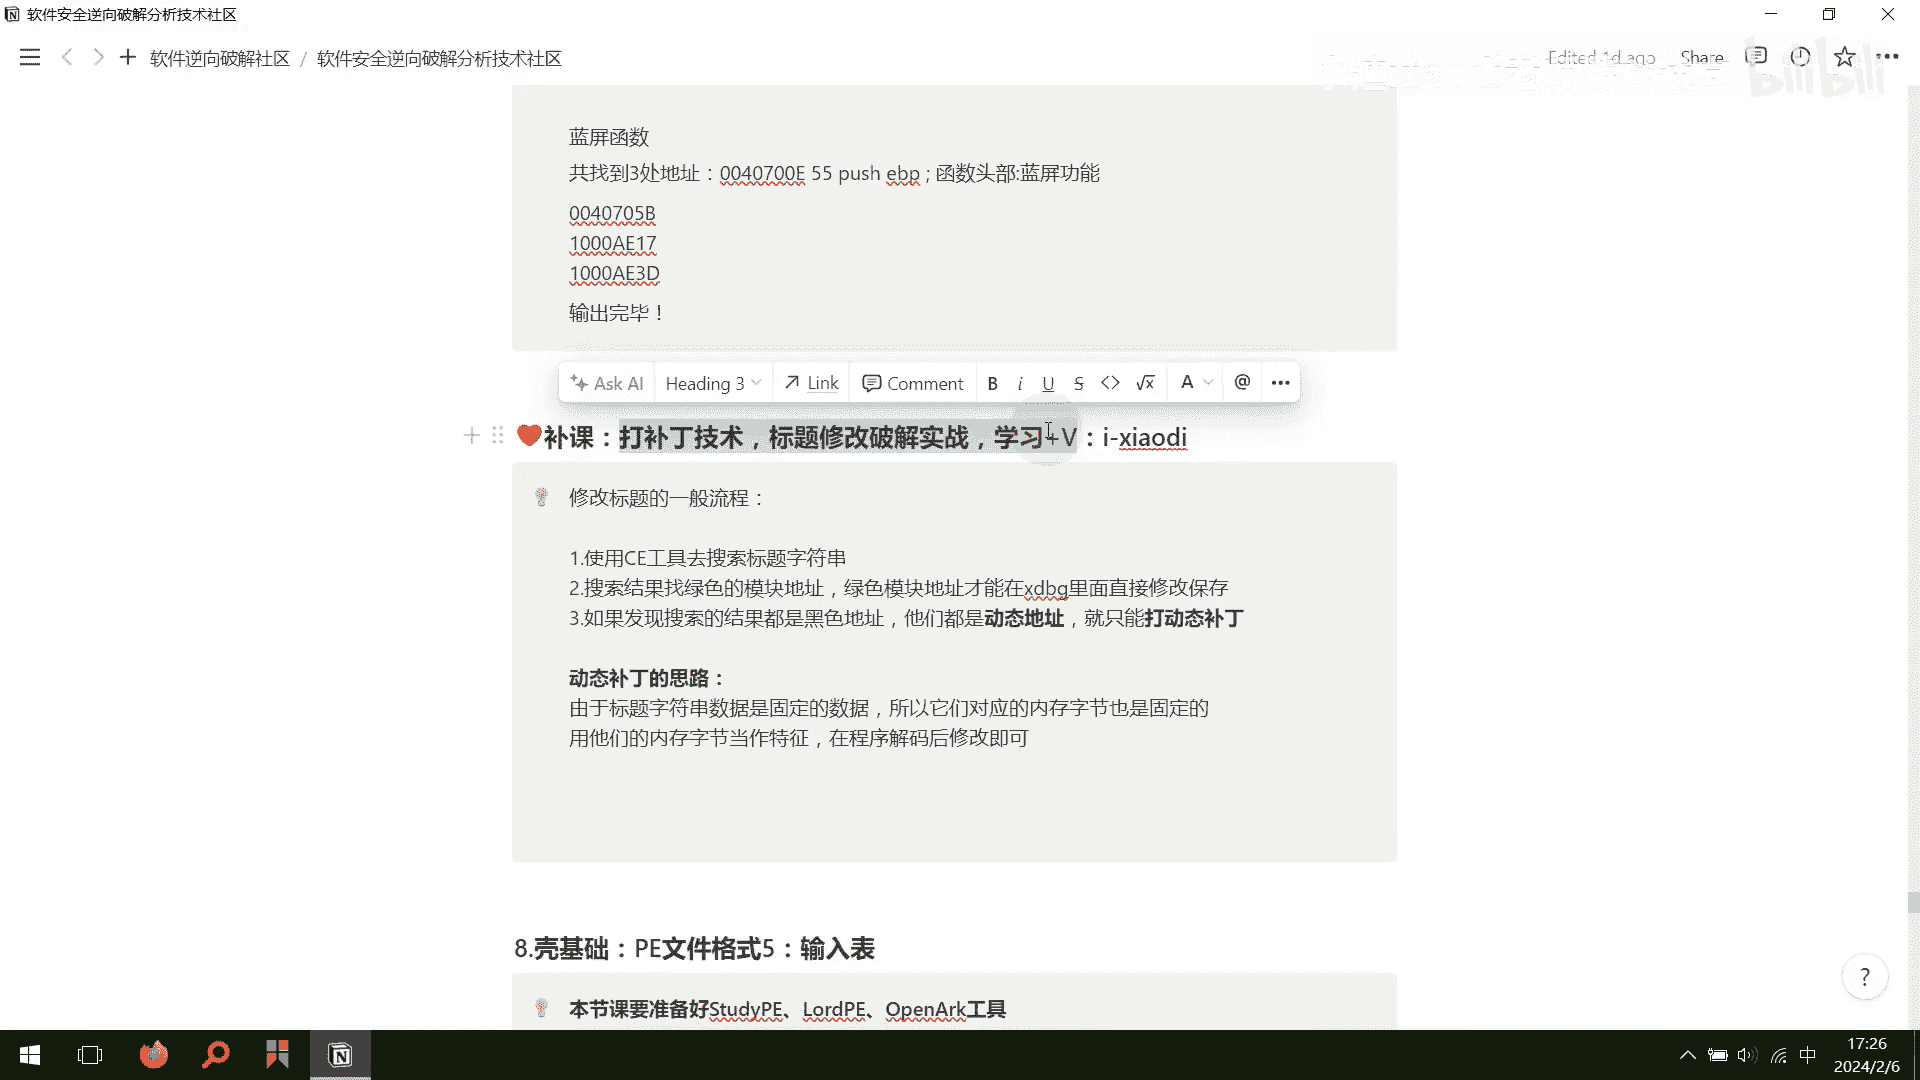 软件安全逆向破解分析技术社区
软件逆向破解社区 / 软件安全逆向破解分析技术社区
Edited 1d ago Share
bilibili
蓝屏函数
共找到3处地址：0040700E 55 push ebp ; 函数头部:蓝屏功能
0040705B
1000AE17
1000AE3D
输出完毕！
Ask AI Heading 3 Link Comment B i U S <> √x A @ •••
补课：打补丁技术，标题修改破解实战，学习+V：i-xiaodi
修改标题的一般流程：
1.使用CE工具去搜索标题字符串
2.搜索结果找绿色的模块地址，绿色模块地址才能在xdbg里面直接修改保存
3.如果发现搜索的结果都是黑色地址，他们都是动态地址，就只能打动态补丁
动态补丁的思路：
由于标题字符串数据是固定的数据，所以它们对应的内存字节也是固定的
用他们的内存字节当作特征，在程序解码后修改即可
8.壳基础：PE文件格式5：输入表
?
本节课要准备好StudyPE、LordPE、OpenArk工具
中
17:26
2024/2/6